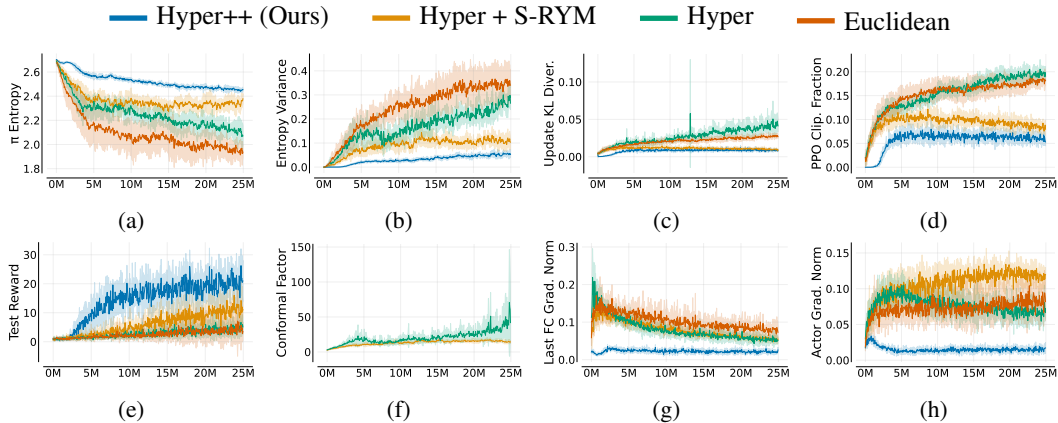 Hyper++ (Ours) Hyper + S-RYM Hyper Euclidean
π Entropy
2.6
2.4
2.2
2.0
1.8
0M 5M 10M 15M 20M 25M
(a)
Entropy Variance
0.4
0.3
0.2
0.1
0.0
0M 5M 10M 15M 20M 25M
(b)
Update KL Diver.
0.10
0.05
0.00
0M 5M 10M 15M 20M 25M
(c)
PPO Clip. Fraction
0.20
0.15
0.10
0.05
0.00
0M 5M 10M 15M 20M 25M
(d)
Test Reward
30
20
10
0
0M 5M 10M 15M 20M 25M
(e)
Conformal Factor
150
100
50
0
0M 5M 10M 15M 20M 25M
(f)
Last FC Grad. Norm
0.3
0.2
0.1
0.0
0M 5M 10M 15M 20M 25M
(g)
Actor Grad. Norm
0.15
0.10
0.05
0.00
0M 5M 10M 15M 20M 25M
(h)